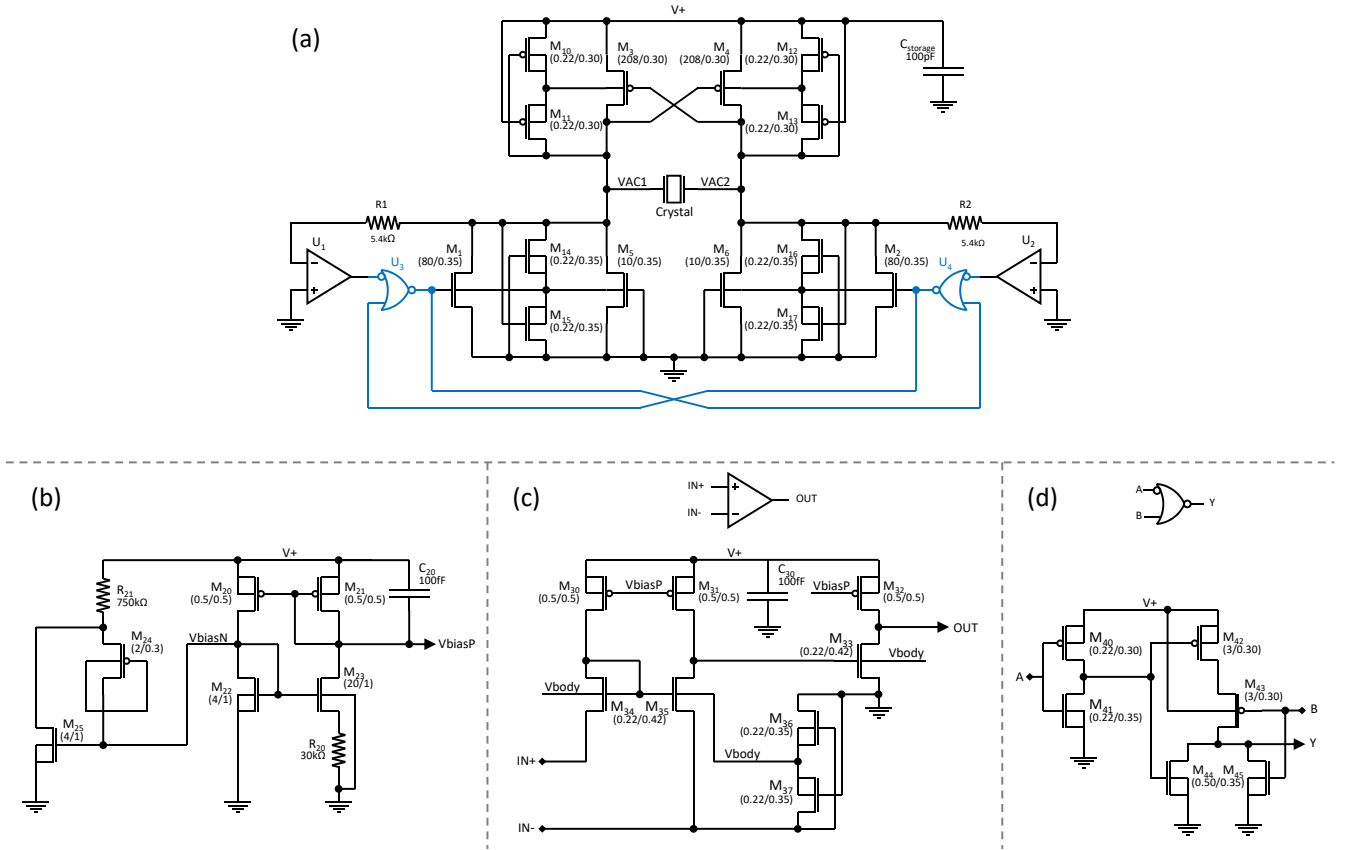 (a)
V+
M10
(0.22/0.30)
M3
(208/0.30)
M4
(208/0.30)
M12
(0.22/0.30)
Cstorage
100pF
M11
(0.22/0.30)
M13
(0.22/0.30)
VAC1
VAC2
Crystal
R1
5.4kΩ
R2
5.4kΩ
U1
−
+
U3
M1
(80/0.35)
M14
(0.22/0.35)
M5
(10/0.35)
M6
(10/0.35)
M16
(0.22/0.35)
M2
(80/0.35)
U4
U2
−
+
M15
(0.22/0.35)
M17
(0.22/0.35)
(b)
V+
R21
750kΩ
M20
(0.5/0.5)
M21
(0.5/0.5)
C20
100fF
M24
(2/0.3)
VbiasN
VbiasP
M22
(4/1)
M23
(20/1)
M25
(4/1)
R20
30kΩ
(c)
IN+
IN-
+
−
OUT
V+
M30
(0.5/0.5)
VbiasP
M31
(0.5/0.5)
C30
100fF
VbiasP
M32
(0.5/0.5)
OUT
M33
(0.22/0.42)
Vbody
Vbody
M34
M35
(0.22/0.42)
M36
(0.22/0.35)
Vbody
IN+
M37
(0.22/0.35)
IN-
(d)
A
B
Y
V+
M40
(0.22/0.30)
M42
(3/0.30)
A
M41
(0.22/0.35)
M43
(3/0.30)
B
Y
M44
M45
(0.50/0.35)